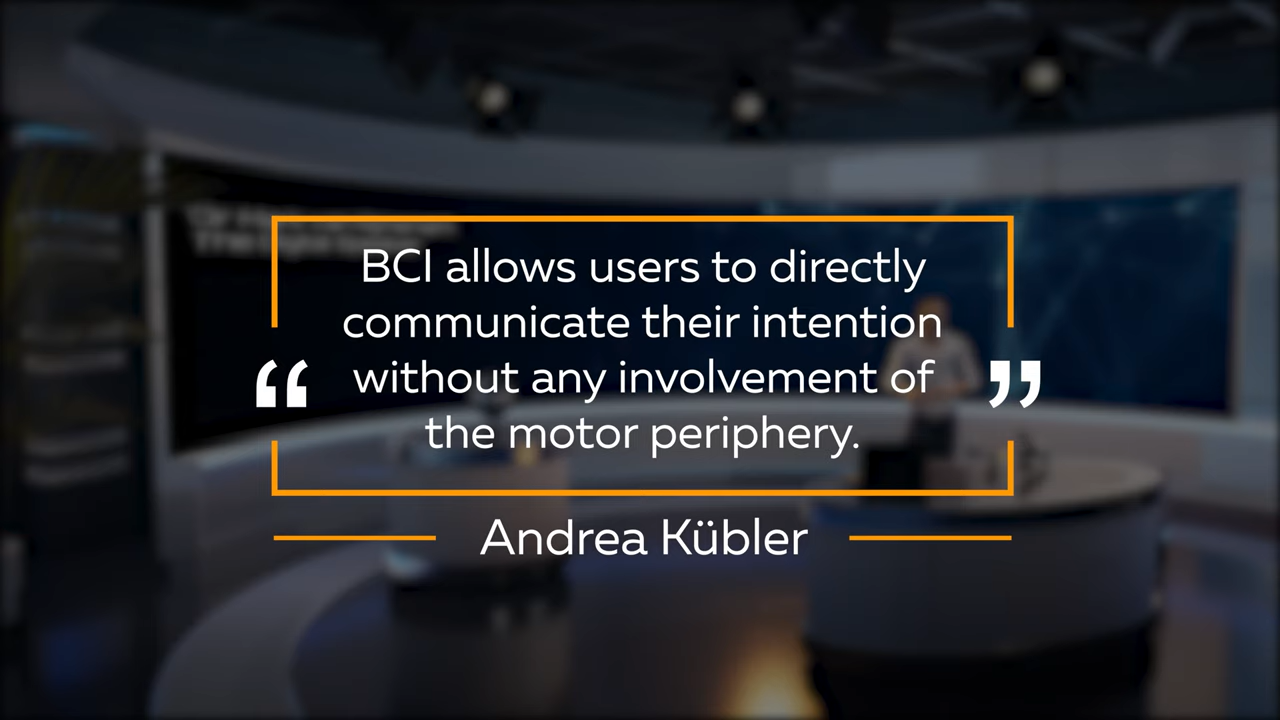 BCI allows users to directly
communicate their intention
“ without any involvement of ”
the motor periphery.
Andrea Kübler